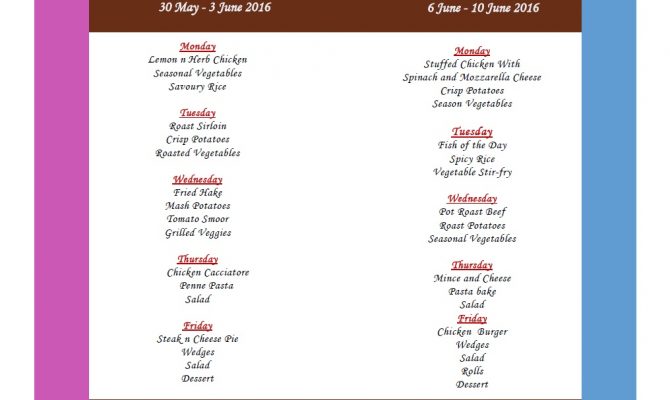 30 May - 3 June 2016
Monday
Lemon n Herb Chicken
Seasonal Vegetables
Savoury Rice
Tuesday
Roast Sirloin
Crisp Potatoes
Roasted Vegetables
Wednesday
Fried Hake
Mash Potatoes
Tomato Smoor
Grilled Veggies
Thursday
Chicken Cacciatore
Penne Pasta
Salad
Friday
Steak n Cheese Pie
Wedges
Salad
Dessert
6 June - 10 June 2016
Monday
Stuffed Chicken With
Spinach and Mozzarella Cheese
Crisp Potatoes
Season Vegetables
Tuesday
Fish of the Day
Spicy Rice
Vegetable Stir-fry
Wednesday
Pot Roast Beef
Roast Potatoes
Seasonal Vegetables
Thursday
Mince and Cheese
Pasta bake
Salad
Friday
Chicken Burger
Wedges
Salad
Rolls
Dessert